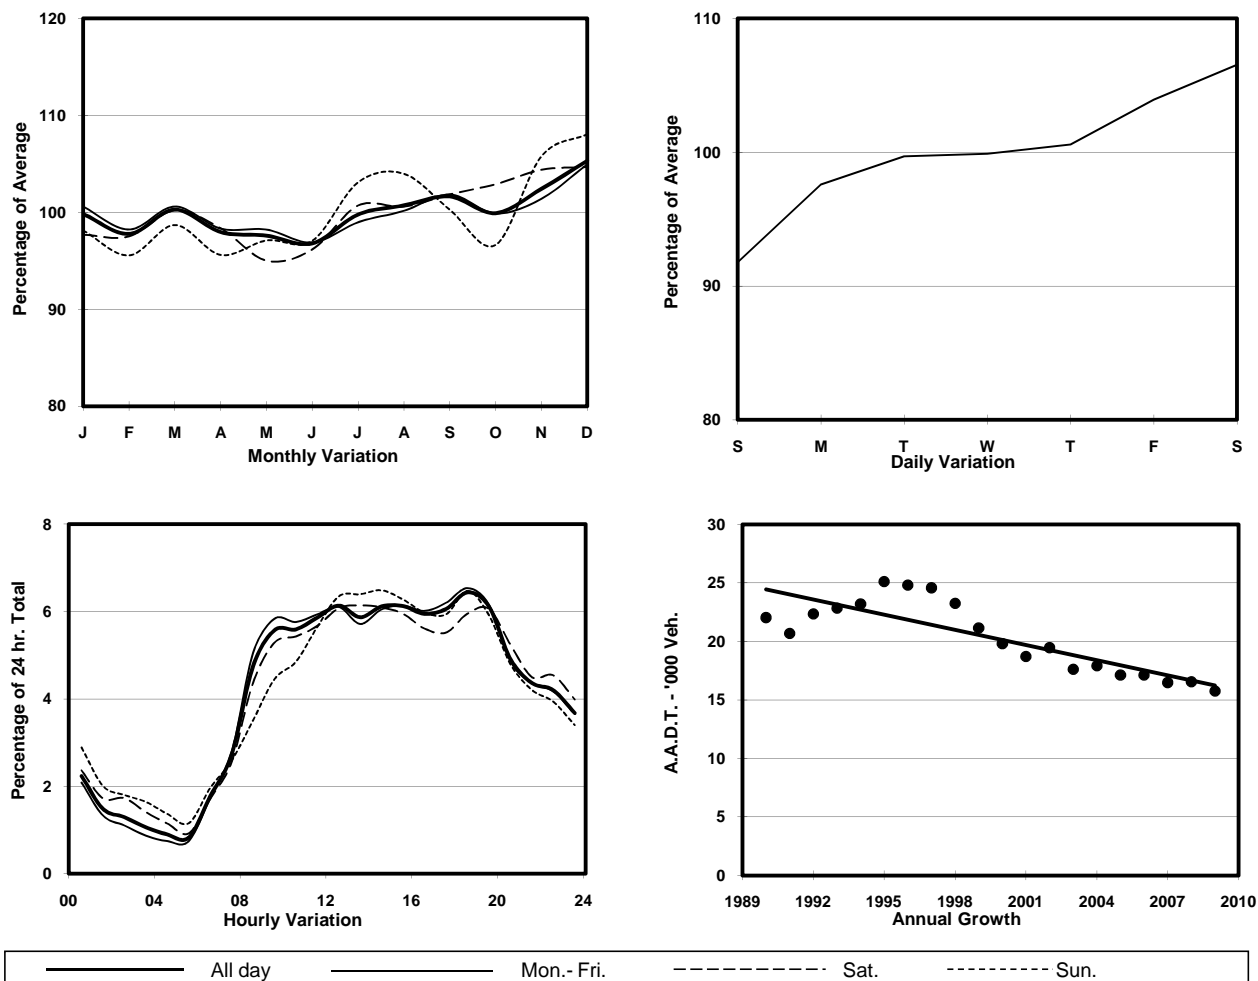 120
110
100
90
80
Percentage of Average
J F M A M J J A S O N D
Monthly Variation
110
100
90
80
Percentage of Average
S M T W T F S
Daily Variation
8
6
4
2
0
Percentage of 24 hr. Total
00 04 08 12 16 20 24
Hourly Variation
30
25
20
15
10
5
0
A.A.D.T. - '000 Veh.
1989 1992 1995 1998 2001 2004 2007 2010
Annual Growth
All day Mon.- Fri. Sat. Sun.